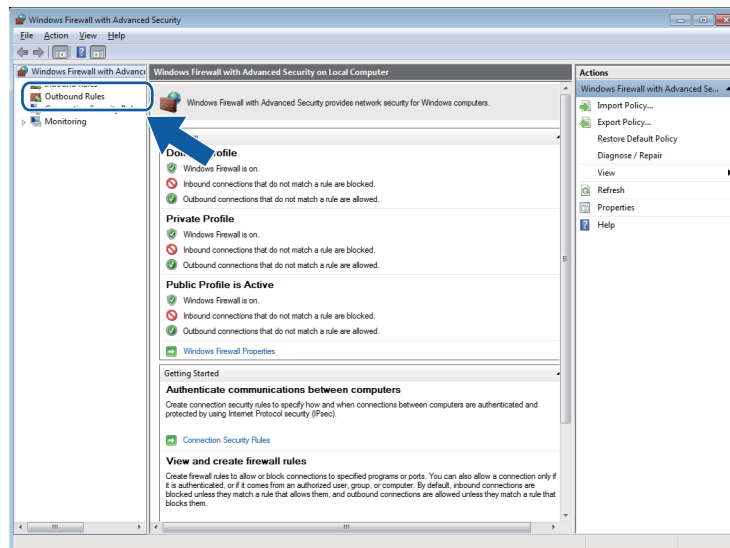 Windows Firewall with Advanced Security
File Action View Help
Windows Firewall with Advanc
Outbound Rules
Monitoring
Windows Firewall with Advanced Security on Local Computer
Windows Firewall with Advanced Security provides network security for Windows computers.
Windows Firewall is on.
Inbound connections that do not match a rule are blocked.
Outbound connections that do not match a rule are allowed.
Private Profile
Windows Firewall is on.
Inbound connections that do not match a rule are blocked.
Outbound connections that do not match a rule are allowed.
Public Profile is Active
Windows Firewall is on.
Inbound connections that do not match a rule are blocked.
Outbound connections that do not match a rule are allowed.
Windows Firewall Properties
Getting Started
Authenticate communications between computers
Create connection security rules to specify how and when connections between computers are authenticated and
protected by using Internet Protocol security (IPsec).
Connection Security Rules
View and create firewall rules
Create firewall rules to allow or block connections to specified programs or ports. You can also allow a connection only if
it is authenticated, or if it comes from an authorized user, group, or computer. By default, inbound connections are
blocked unless they match a rule that allows them, and outbound connections are allowed unless they match a rule that
blocks them.
Actions
Windows Firewall with Advanced Se...
Import Policy...
Export Policy...
Restore Default Policy
Diagnose / Repair
View
Refresh
Properties
Help